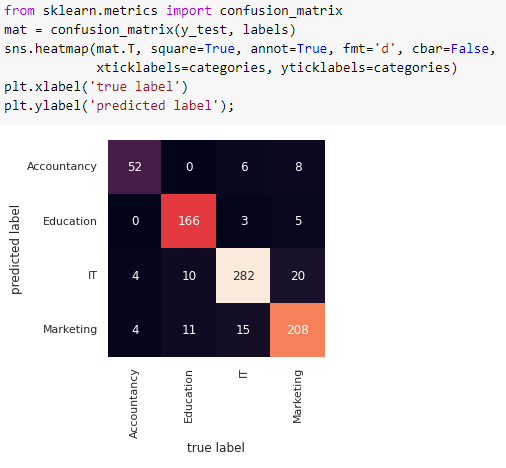 from sklearn.metrics import confusion_matrix
mat = confusion_matrix(y_test, labels)
sns.heatmap(mat.T, square=True, annot=True, fmt='d', cbar=False,
            xticklabels=categories, yticklabels=categories)
plt.xlabel('true label')
plt.ylabel('predicted label');
predicted label
Accountancy 52 0 6 8
Education 0 166 3 5
IT 4 10 282 20
Marketing 4 11 15 208
Accountancy Education IT Marketing
true label